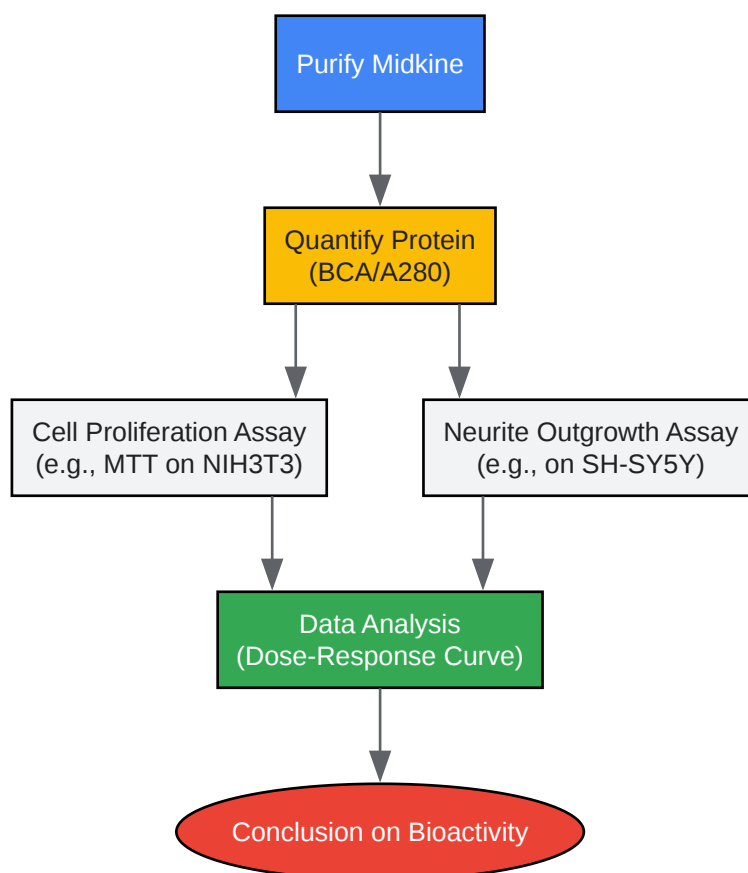 Purify Midkine
Quantify Protein
(BCA/A280)
Cell Proliferation Assay
(e.g., MTT on NIH3T3)
Neurite Outgrowth Assay
(e.g., on SH-SY5Y)
Data Analysis
(Dose-Response Curve)
Conclusion on Bioactivity